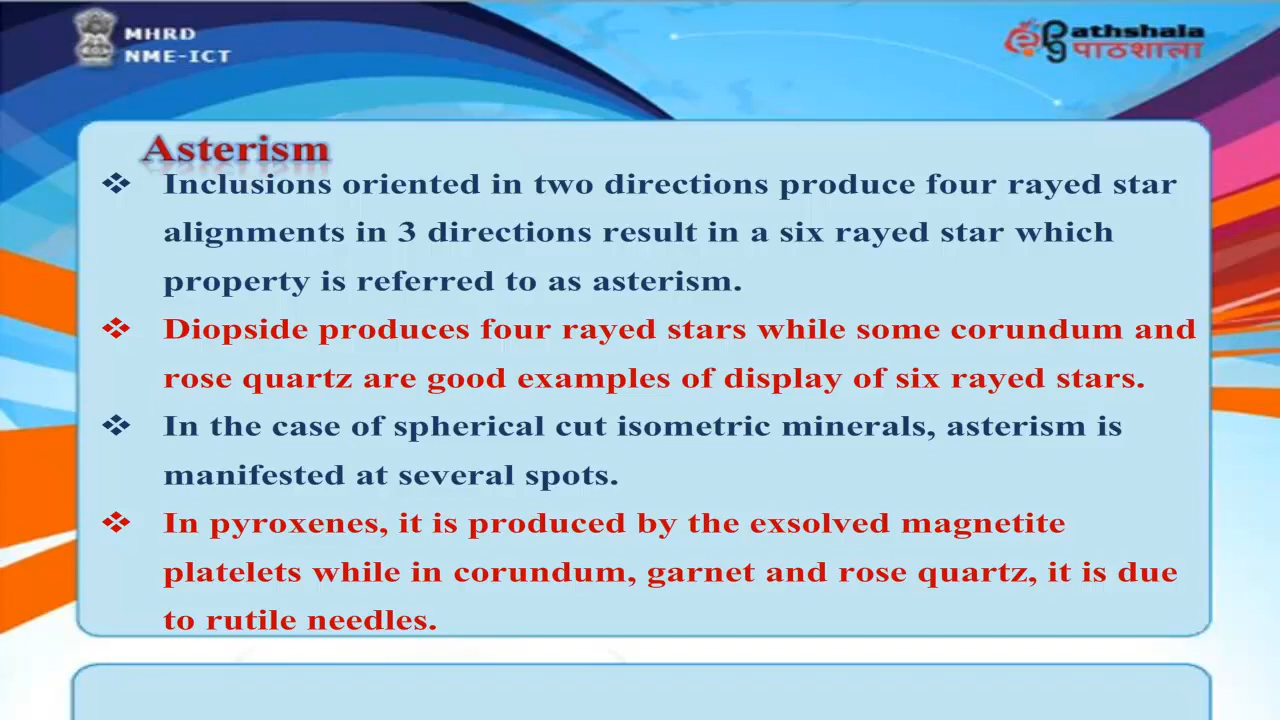 MHRD
NME-ICT
ePG athshala
पाठशाला
Asterism
❖ Inclusions oriented in two directions produce four rayed star
alignments in 3 directions result in a six rayed star which
property is referred to as asterism.
❖ Diopside produces four rayed stars while some corundum and
rose quartz are good examples of display of six rayed stars.
❖ In the case of spherical cut isometric minerals, asterism is
manifested at several spots.
❖ In pyroxenes, it is produced by the exsolved magnetite
platelets while in corundum, garnet and rose quartz, it is due
to rutile needles.